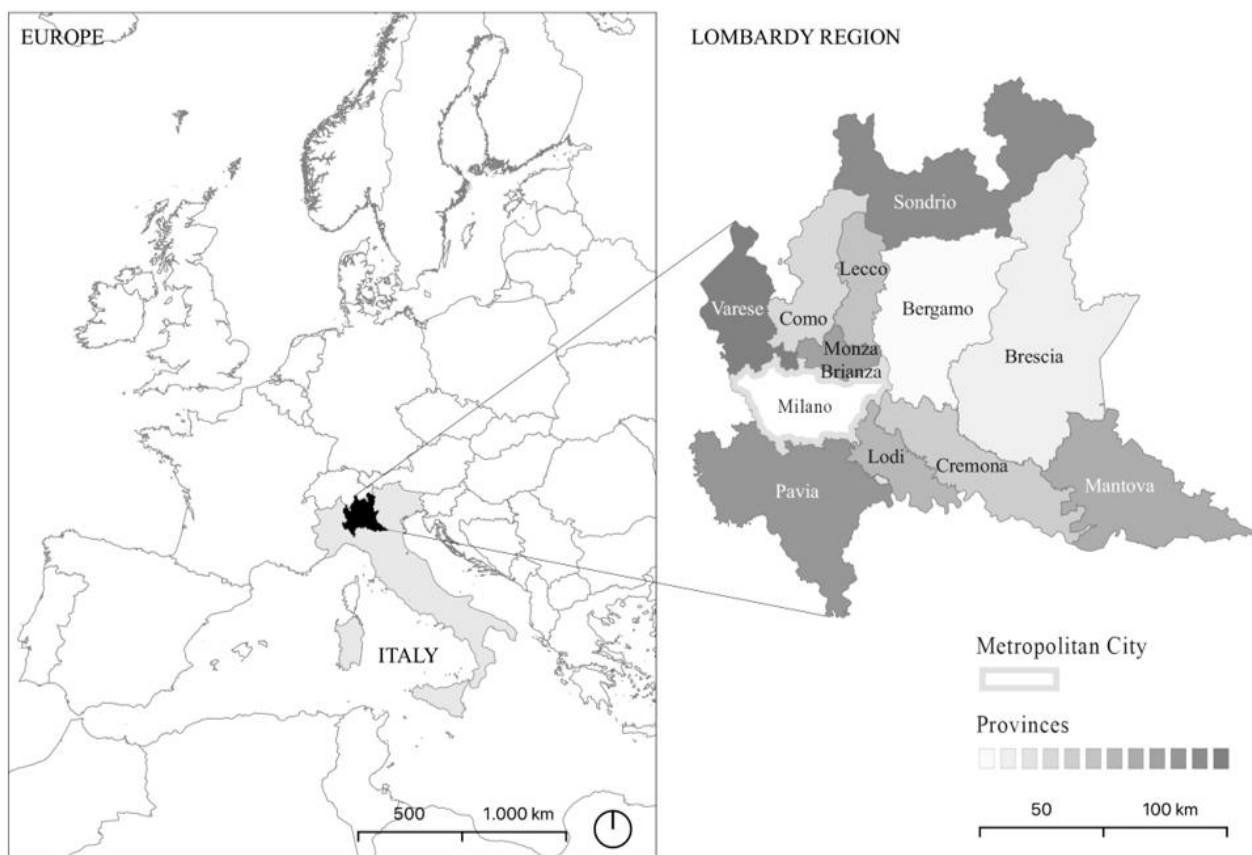 EUROPE
ITALY
500
1.000 km
LOMBARDY REGION
Sondrio
Lecco
Varese
Como
Bergamo
Monza
Brianza
Brescia
Milano
Lodi
Cremona
Pavia
Mantova
Metropolitan City
Provinces
50
100 km